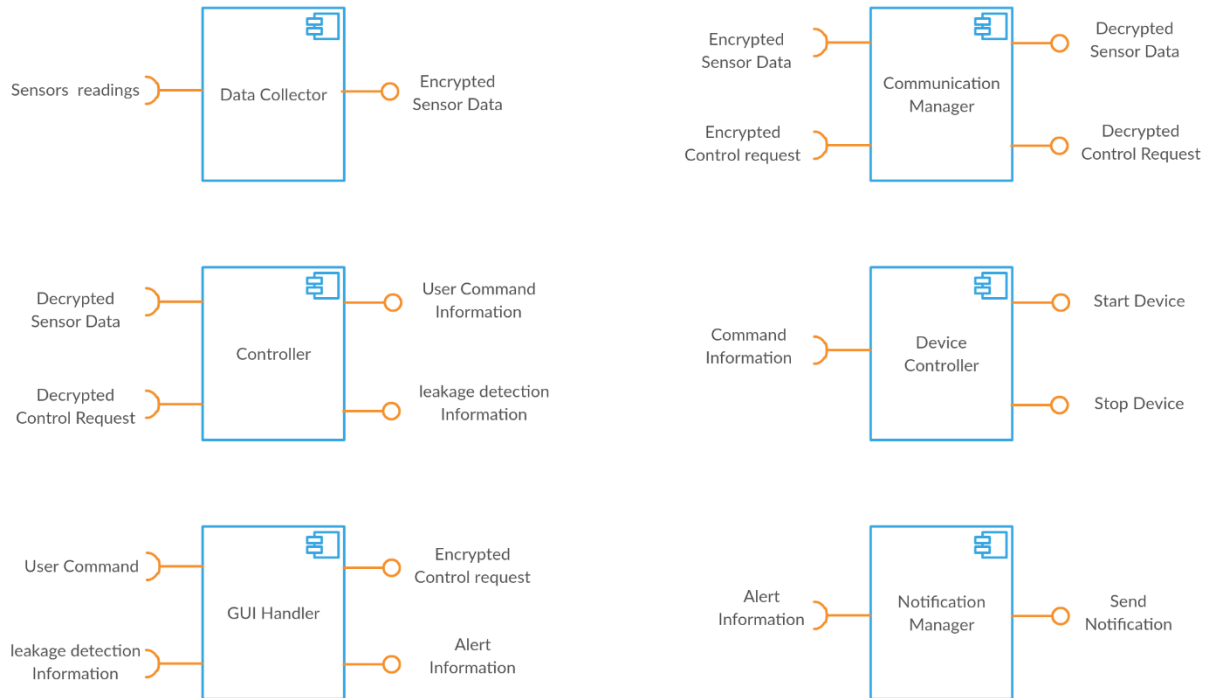 Sensors readings
Data Collector
Encrypted
Sensor Data
Encrypted
Sensor Data
Encrypted
Control request
Communication
Manager
Decrypted
Sensor Data
Decrypted
Control Request
Decrypted
Sensor Data
Decrypted
Control Request
Controller
User Command
Information
leakage detection
Information
Command
Information
Device
Controller
Start Device
Stop Device
User Command
leakage detection
Information
GUI Handler
Encrypted
Control request
Alert
Information
Alert
Information
Notification
Manager
Send
Notification